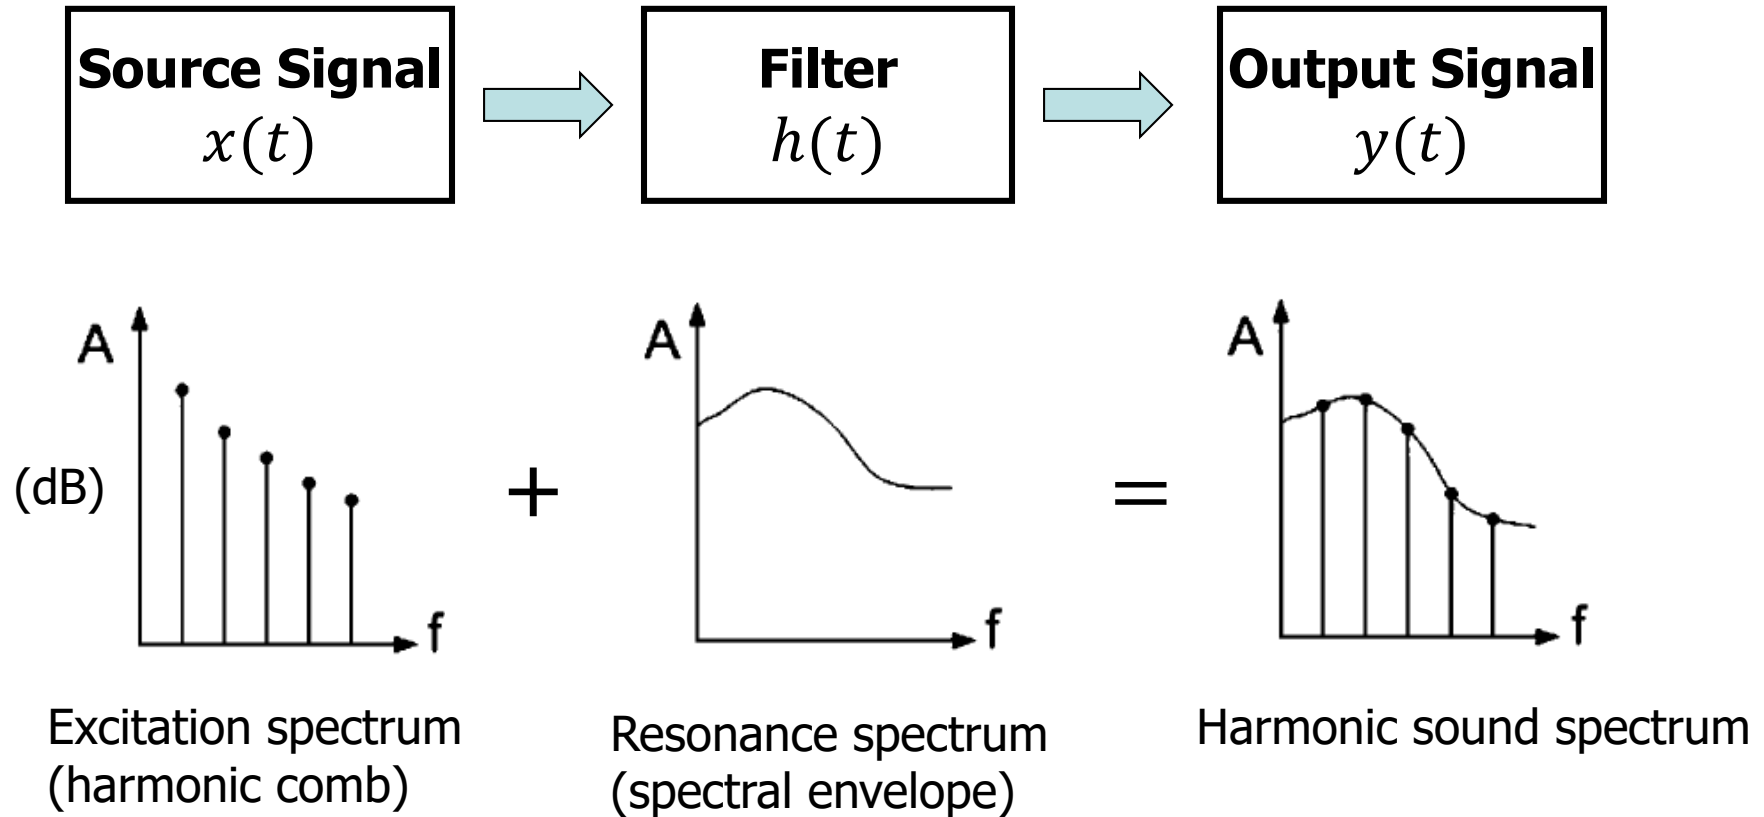 Source Signal
x(t)
Filter
h(t)
Output Signal
y(t)
A
(dB)
f
+
A
f
=
A
f
Excitation spectrum
(harmonic comb)
Resonance spectrum
(spectral envelope)
Harmonic sound spectrum